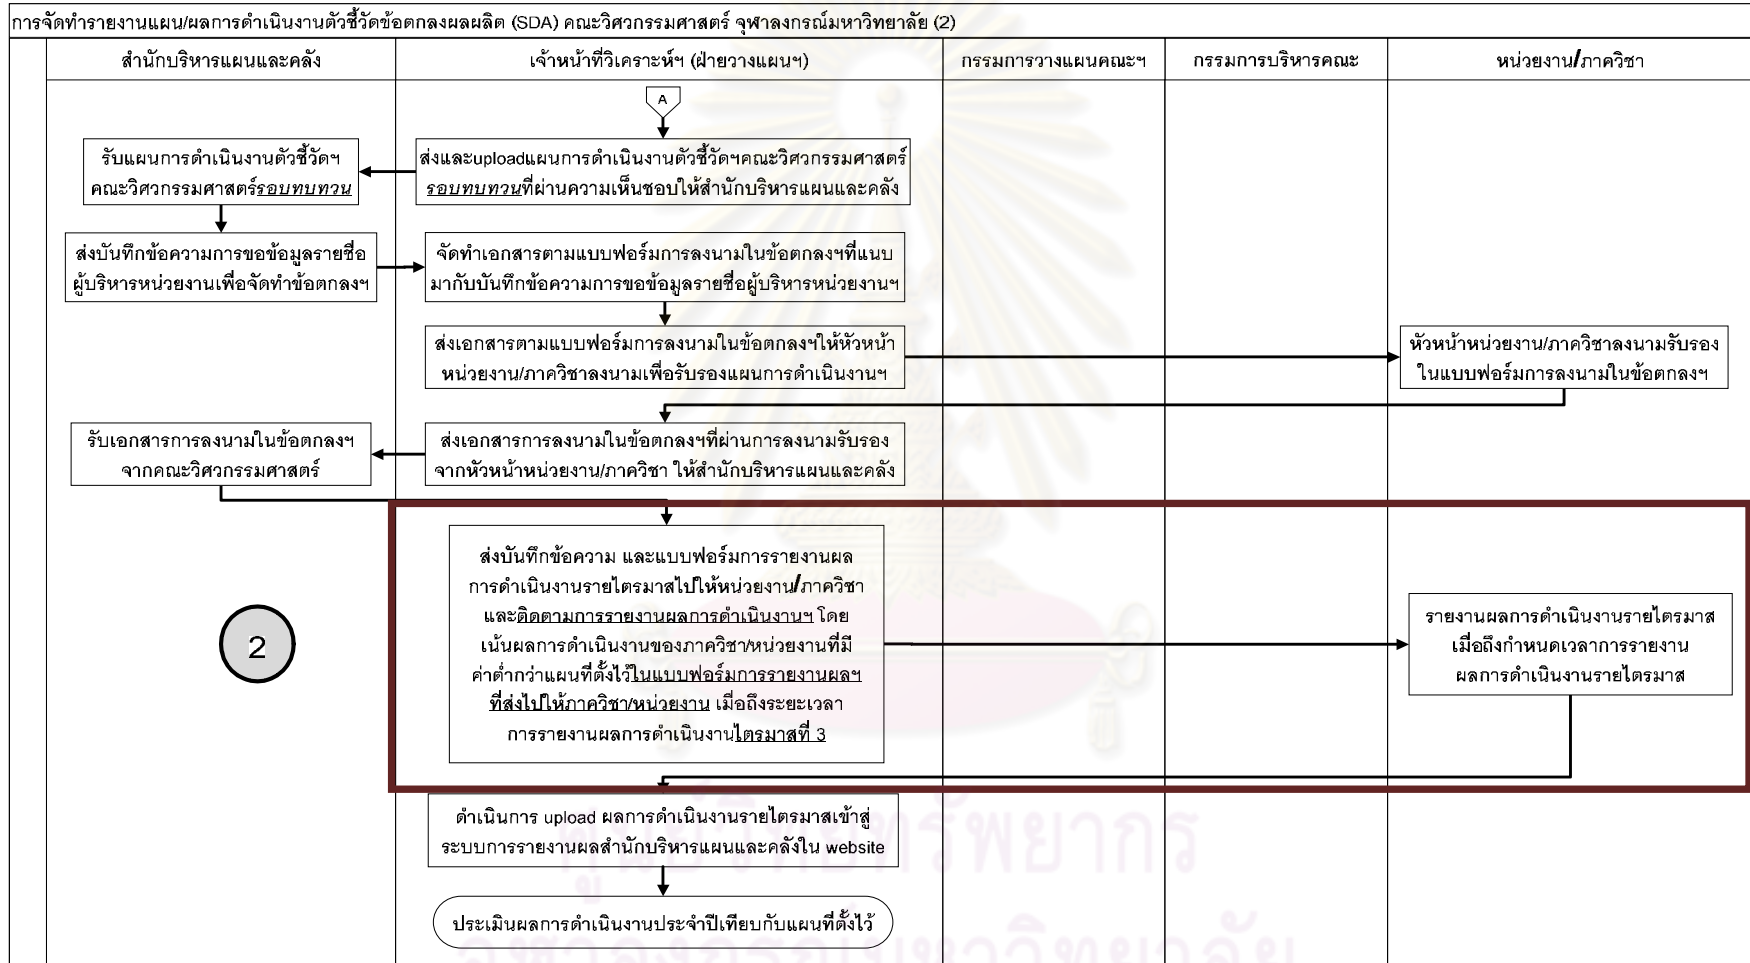 การจัดทำรายงานแผน/ผลการดำเนินงานตัวชี้วัดข้อตกลงผลผลิต (SDA) คณะวิศวกรรมศาสตร์ จุฬาลงกรณ์มหาวิทยาลัย (2)
สำนักบริหารแผนและคลัง
เจ้าหน้าที่วิเคราะห์ฯ (ฝ่ายวางแผนฯ)
กรรมการวางแผนคณะฯ
กรรมการบริหารคณะ
หน่วยงาน/ภาควิชา
A
รับแผนการดำเนินงานตัวชี้วัดฯ
คณะวิศวกรรมศาสตร์รอบทบทวน
ส่งและuploadแผนการดำเนินงานตัวชี้วัดฯคณะวิศวกรรมศาสตร์
รอบทบทวนที่ผ่านความเห็นชอบให้สำนักบริหารแผนและคลัง
ส่งบันทึกข้อความการขอข้อมูลรายชื่อ
ผู้บริหารหน่วยงานเพื่อจัดทำข้อตกลงฯ
จัดทำเอกสารตามแบบฟอร์มการลงนามในข้อตกลงฯที่แนบ
มากับบันทึกข้อความการขอข้อมูลรายชื่อผู้บริหารหน่วยงานฯ
ส่งเอกสารตามแบบฟอร์มการลงนามในข้อตกลงฯให้หัวหน้า
หน่วยงาน/ภาควิชาลงนามเพื่อรับรองแผนการดำเนินงานฯ
หัวหน้าหน่วยงาน/ภาควิชาลงนามรับรอง
ในแบบฟอร์มการลงนามในข้อตกลงฯ
รับเอกสารการลงนามในข้อตกลงฯ
จากคณะวิศวกรรมศาสตร์
ส่งเอกสารการลงนามในข้อตกลงฯที่ผ่านการลงนามรับรอง
จากหัวหน้าหน่วยงาน/ภาควิชา ให้สำนักบริหารแผนและคลัง
2
ส่งบันทึกข้อความ และแบบฟอร์มการรายงานผล
การดำเนินงานรายไตรมาสไปให้หน่วยงาน/ภาควิชา
และติดตามการรายงานผลการดำเนินงานฯ โดย
เน้นผลการดำเนินงานของภาควิชา/หน่วยงานที่มี
ค่าต่ำกว่าแผนที่ตั้งไว้ในแบบฟอร์มการรายงานผลฯ
ที่ส่งไปให้ภาควิชา/หน่วยงาน เมื่อถึงระยะเวลา
การรายงานผลการดำเนินงานไตรมาสที่ 3
รายงานผลการดำเนินงานรายไตรมาส
เมื่อถึงกำหนดเวลาการรายงาน
ผลการดำเนินงานรายไตรมาส
ดำเนินการ upload ผลการดำเนินงานรายไตรมาสเข้าสู่
ระบบการรายงานผลสำนักบริหารแผนและคลังใน website
ประเมินผลการดำเนินงานประจำปีเทียบกับแผนที่ตั้งไว้
ศูนย์วิทยทรัพยากร
จุฬาลงกรณ์มหาวิทยาลัย